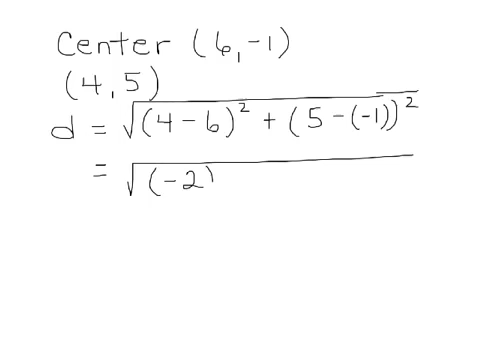 Center (6, -1)
(4, 5)
d = √((4 - 6)² + (5 - (-1))²)
= √(-2)